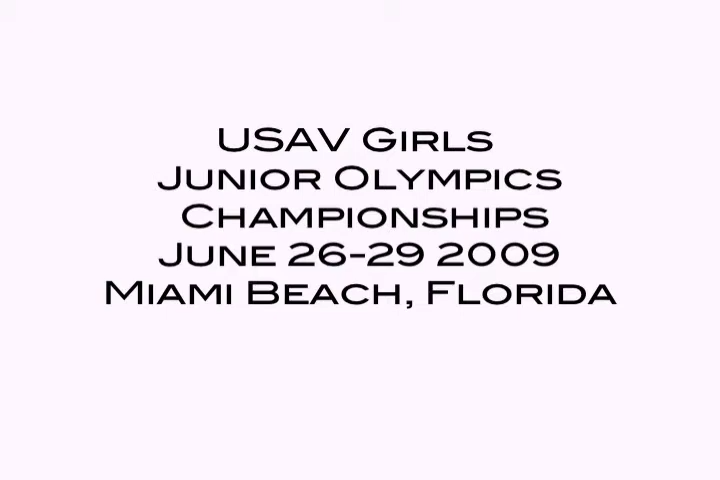 USAV Girls
Junior Olympics
Championships
June 26-29 2009
Miami Beach, Florida